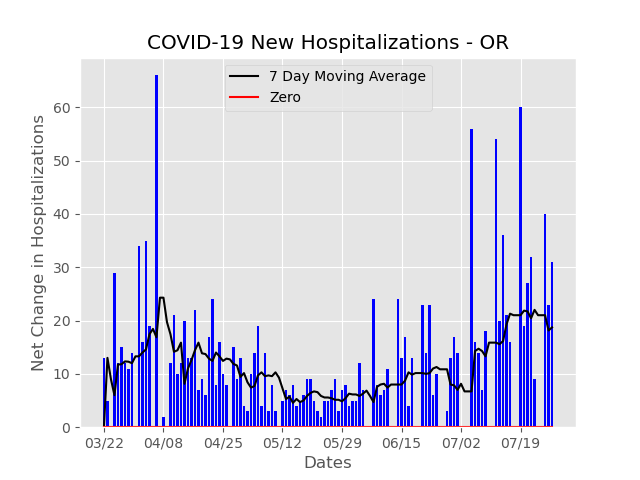 COVID-19 New Hospitalizations - OR
7 Day Moving Average
Zero
Net Change in Hospitalizations
60
50
40
30
20
10
0
03/22 04/08 04/25 05/12 05/29 06/15 07/02 07/19
Dates